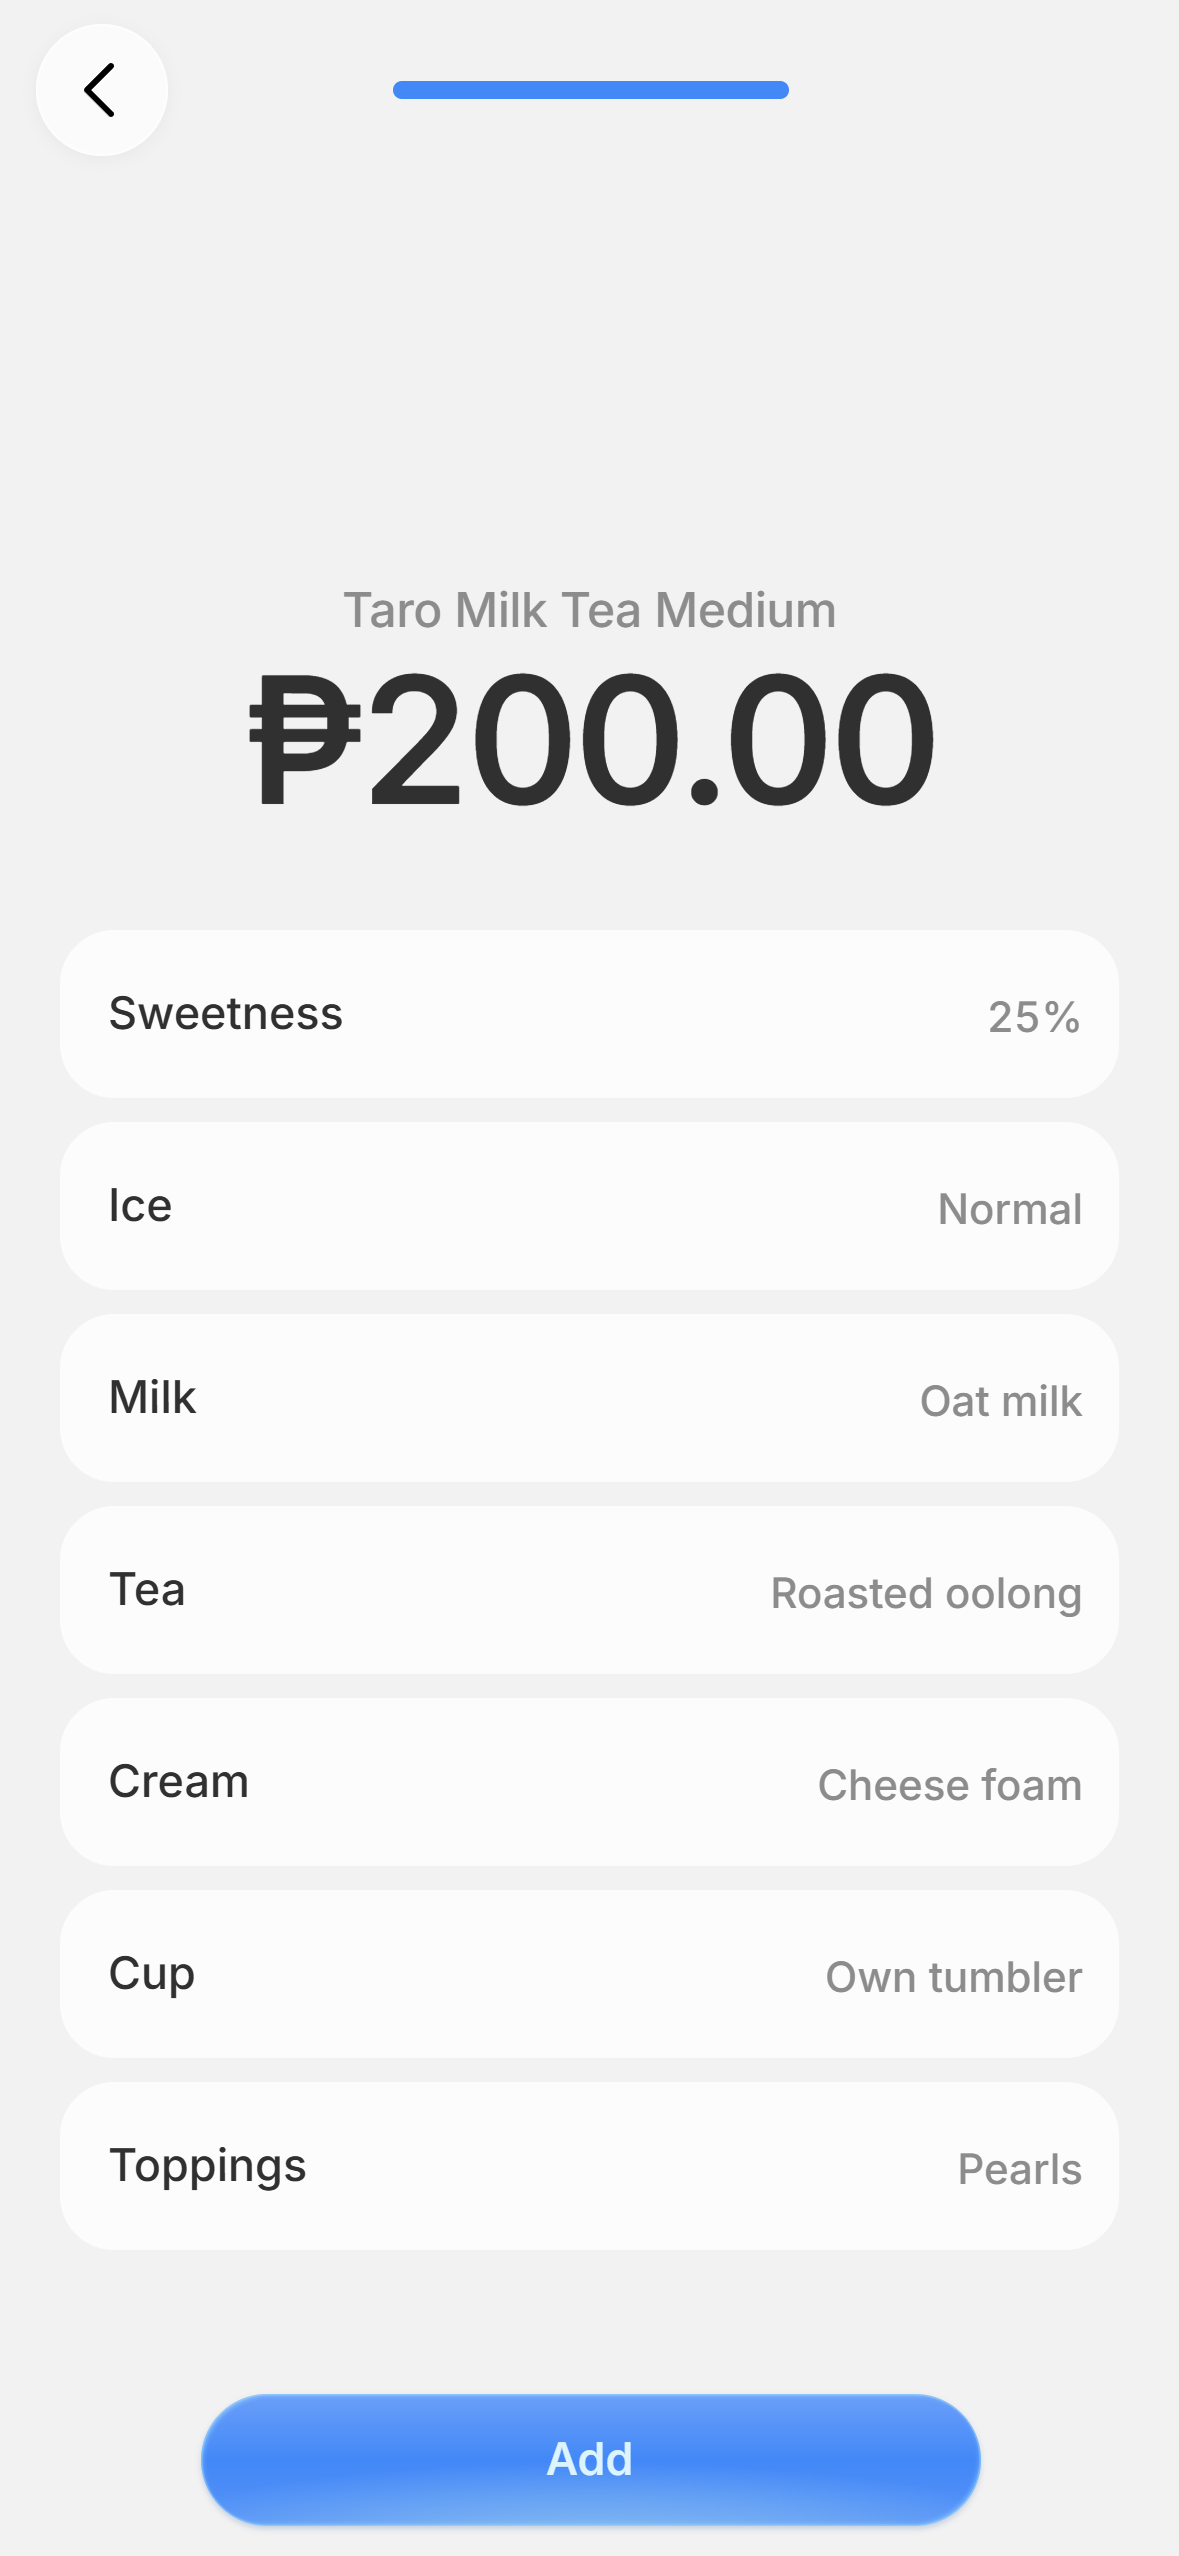 Taro Milk Tea Medium
₱200.00
Sweetness 25%
Ice Normal
Milk Oat milk
Tea Roasted oolong
Cream Cheese foam
Cup Own tumbler
Toppings Pearls
Add